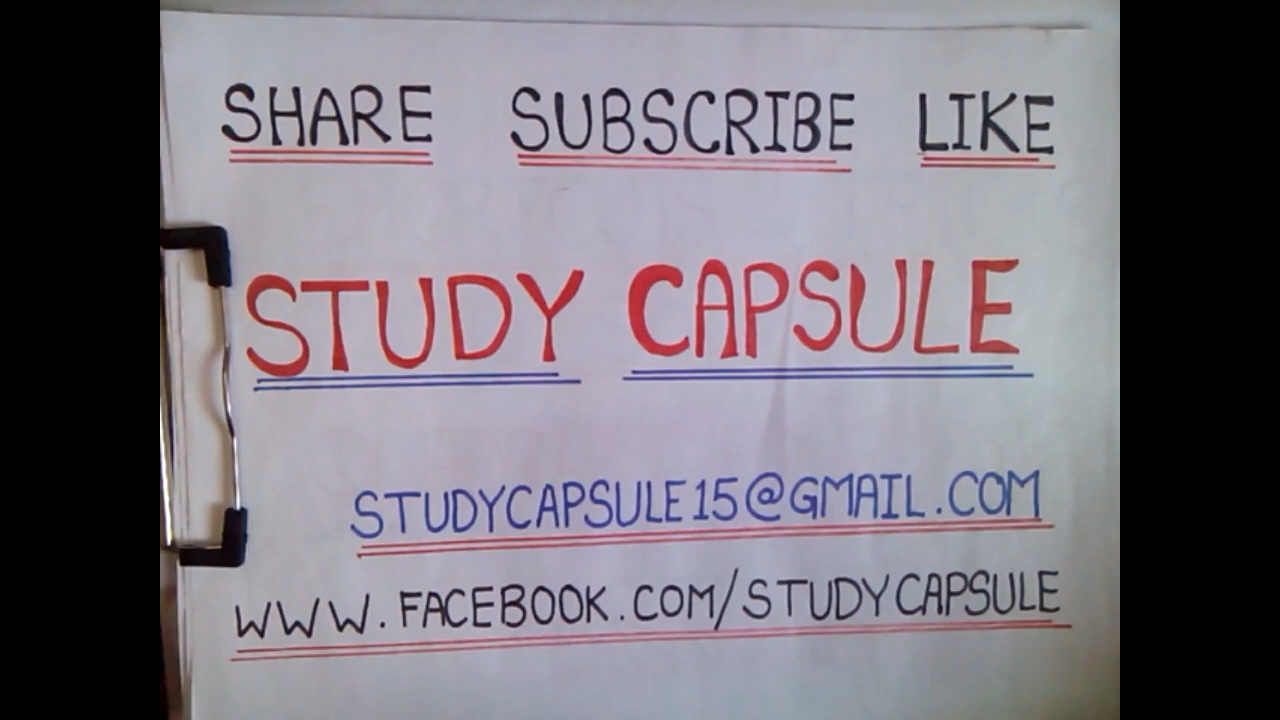 SHARE SUBSCRIBE LIKE
STUDY CAPSULE
STUDYCAPSULE15@GMAIL.COM
WWW.FACEBOOK.COM/STUDYCAPSULE